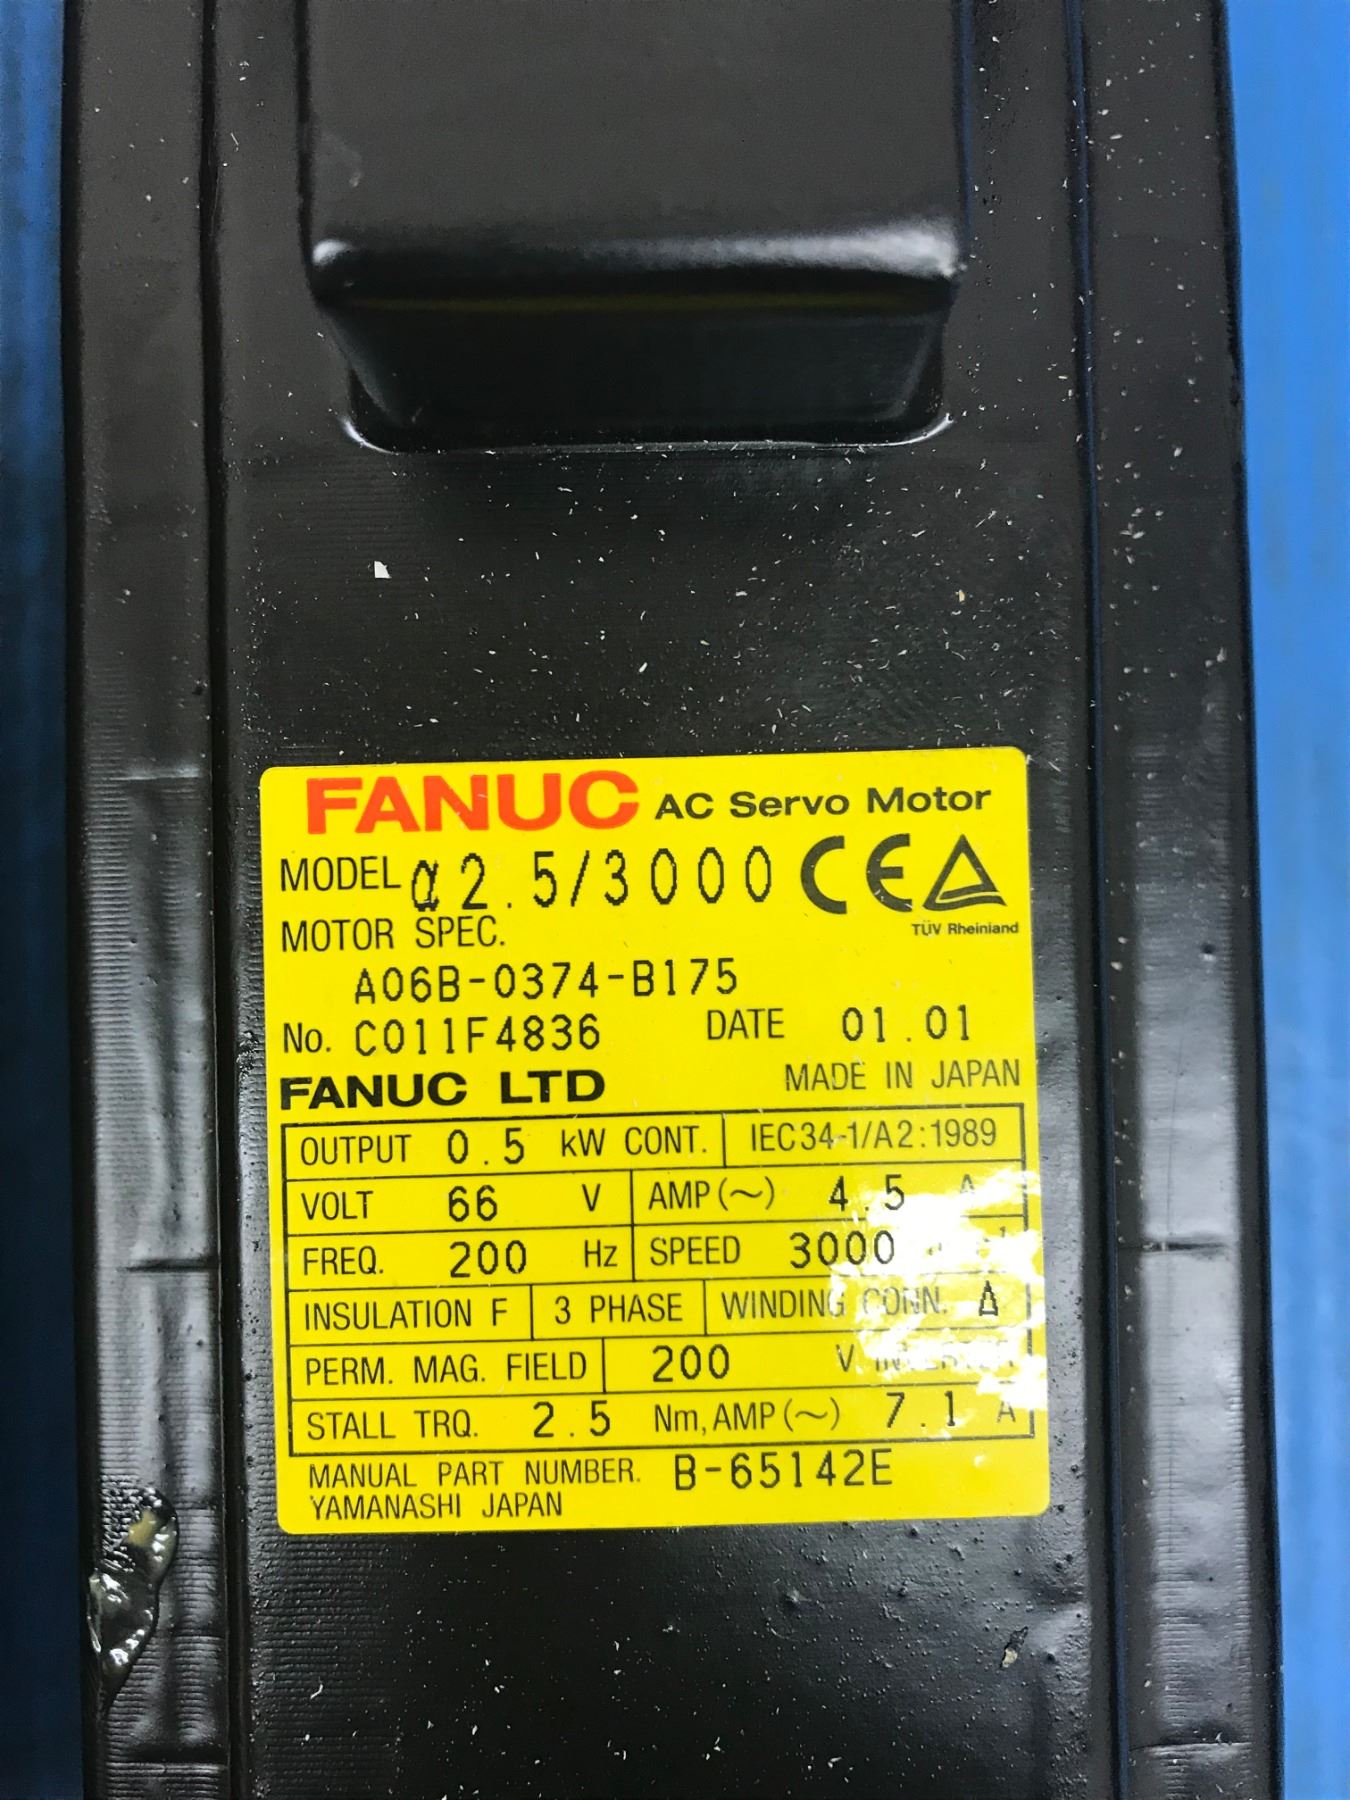 FANUC AC Servo Motor
MODEL α2.5/3000 CE
TÜV Rheinland
MOTOR SPEC.
A06B-0374-B175
No. C011F4836 DATE 01.01
FANUC LTD MADE IN JAPAN
OUTPUT 0.5 kW CONT. IEC34-1/A2:1989
VOLT 66 V AMP(~) 4.5 A
FREQ. 200 Hz SPEED 3000
INSULATION F 3 PHASE WINDING CONN. Δ
PERM. MAG. FIELD 200 V
STALL TRQ. 2.5 Nm, AMP(~) 7.1 A
MANUAL PART NUMBER. B-65142E
YAMANASHI JAPAN